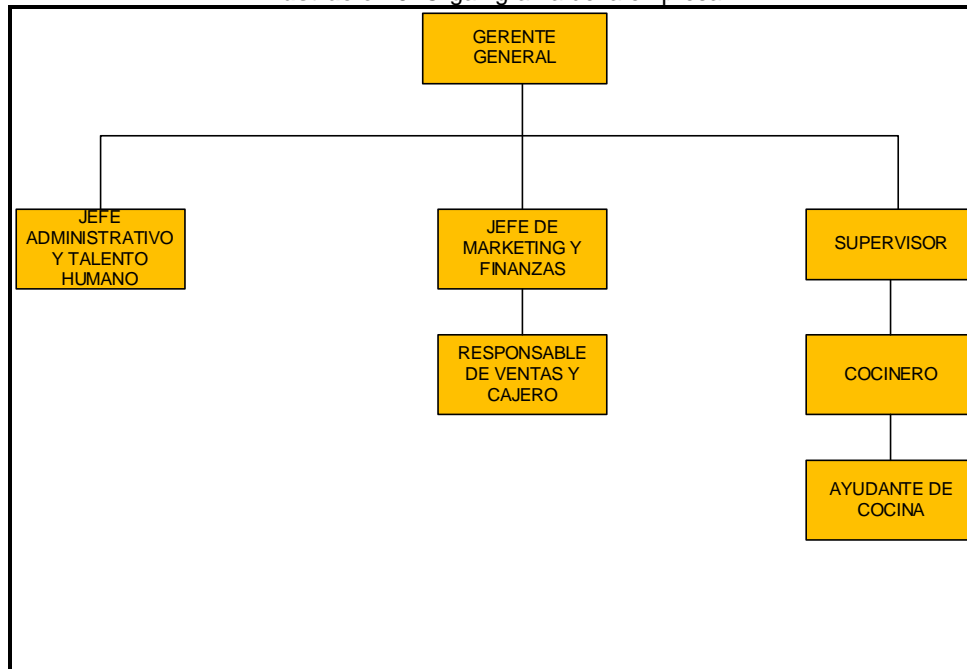 GERENTE
GENERAL
JEFE
ADMINISTRATIVO
Y TALENTO
HUMANO
JEFE DE
MARKETING Y
FINANZAS
SUPERVISOR
RESPONSABLE
DE VENTAS Y
CAJERO
COCINERO
AYUDANTE DE
COCINA